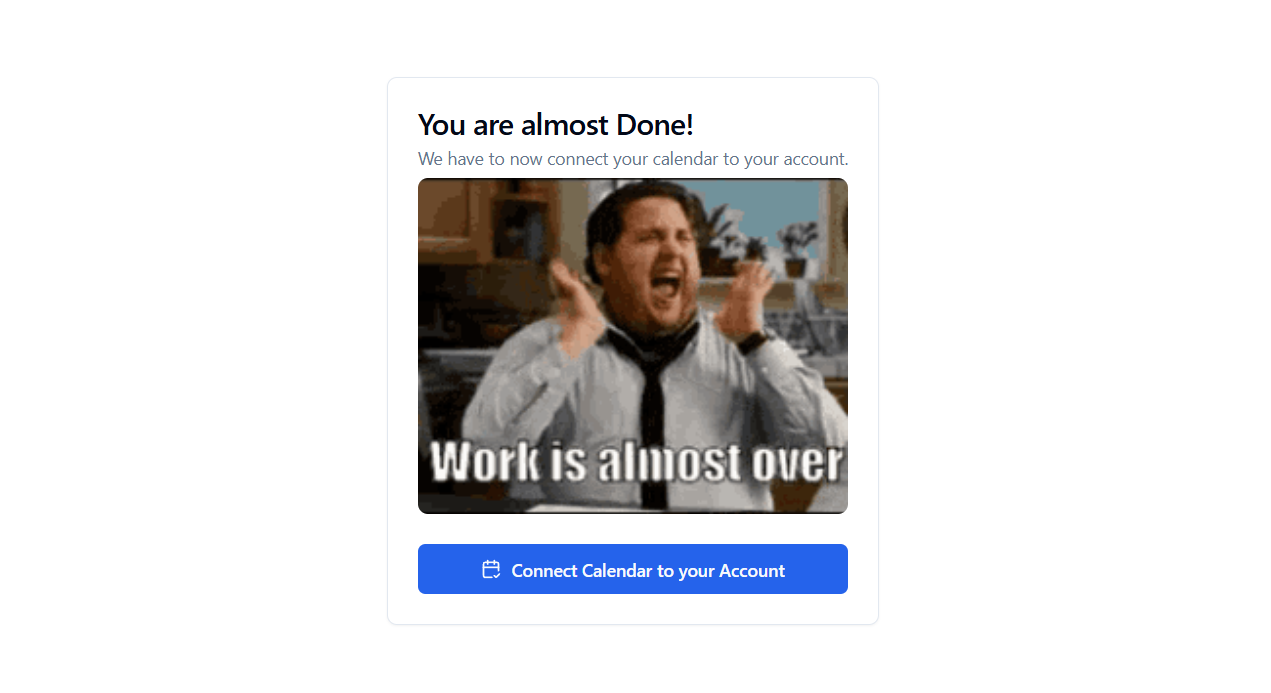 You are almost Done!
We have to now connect your calendar to your account.
Work is almost over
Connect Calendar to your Account